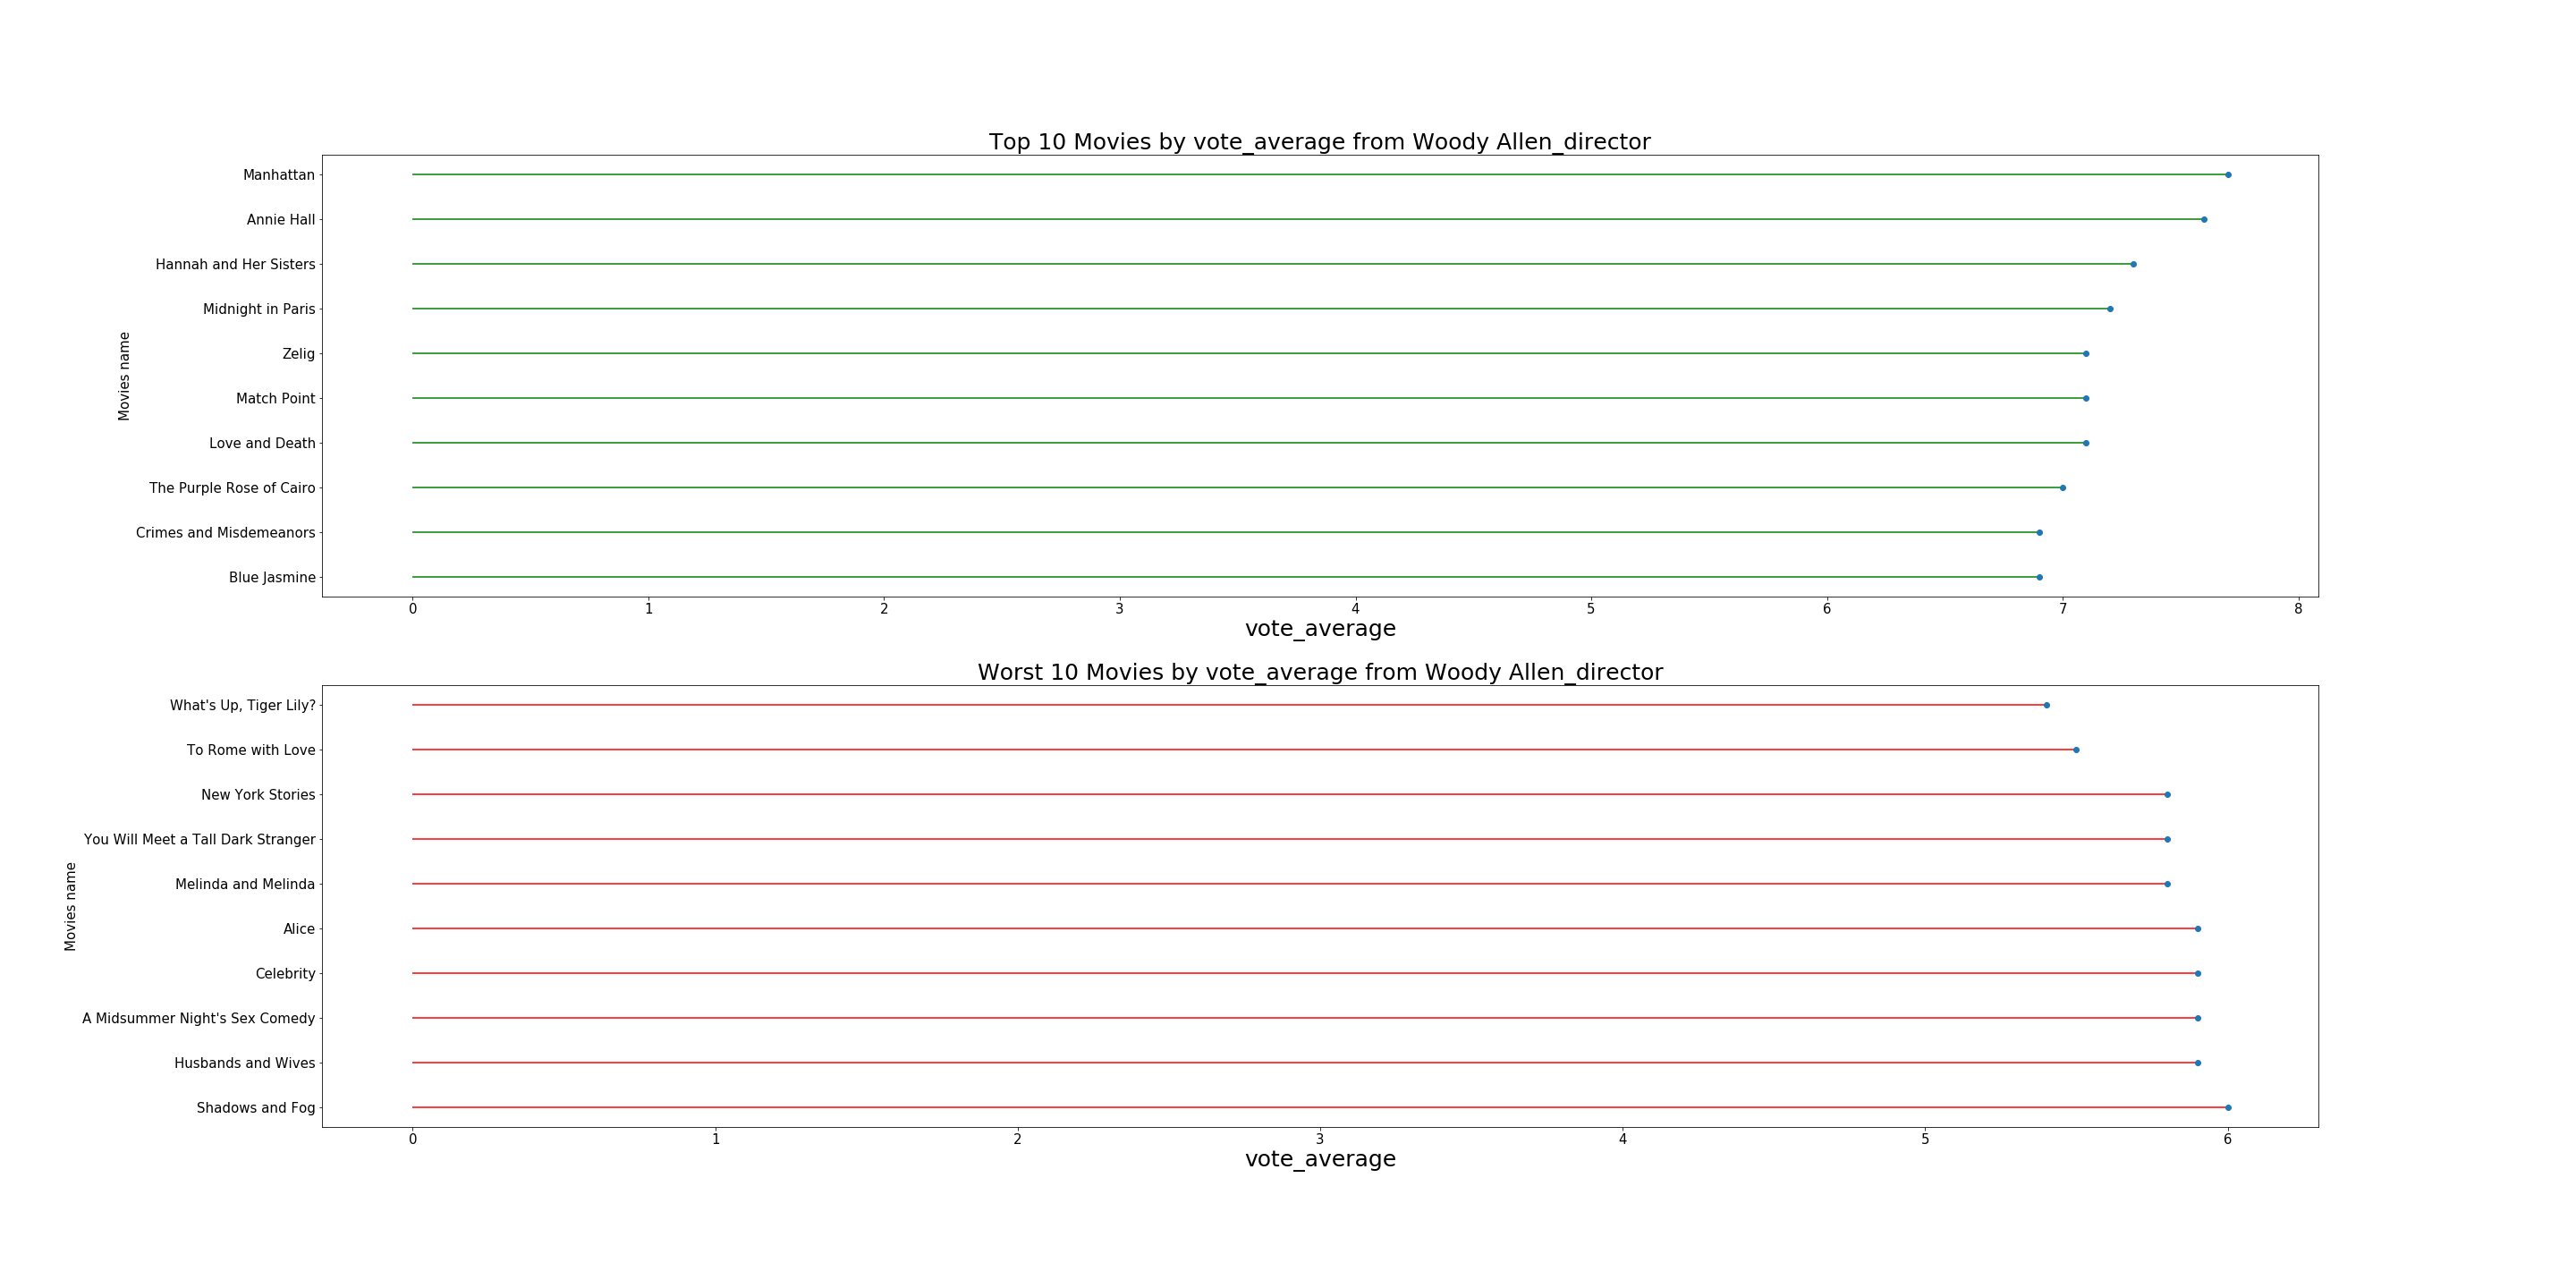 Top 10 Movies by vote_average from Woody Allen_director
Movies name
Manhattan
Annie Hall
Hannah and Her Sisters
Midnight in Paris
Zelig
Match Point
Love and Death
The Purple Rose of Cairo
Crimes and Misdemeanors
Blue Jasmine
0 1 2 3 4 5 6 7 8
vote_average
Worst 10 Movies by vote_average from Woody Allen_director
Movies name
What's Up, Tiger Lily?
To Rome with Love
New York Stories
You Will Meet a Tall Dark Stranger
Melinda and Melinda
Alice
Celebrity
A Midsummer Night's Sex Comedy
Husbands and Wives
Shadows and Fog
0 1 2 3 4 5 6
vote_average